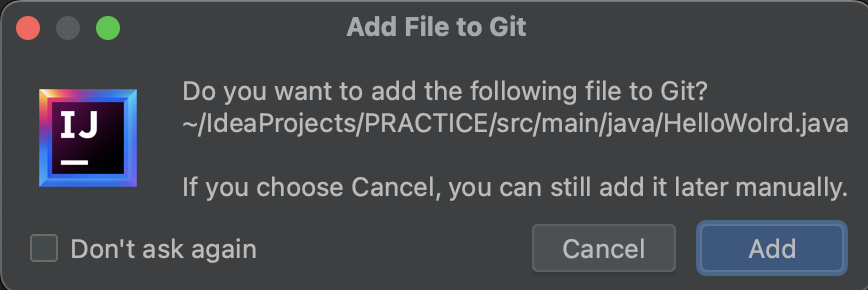 Add File to Git
IJ
Do you want to add the following file to Git?
~/IdeaProjects/PRACTICE/src/main/java/HelloWolrd.java
If you choose Cancel, you can still add it later manually.
Don't ask again
Cancel
Add